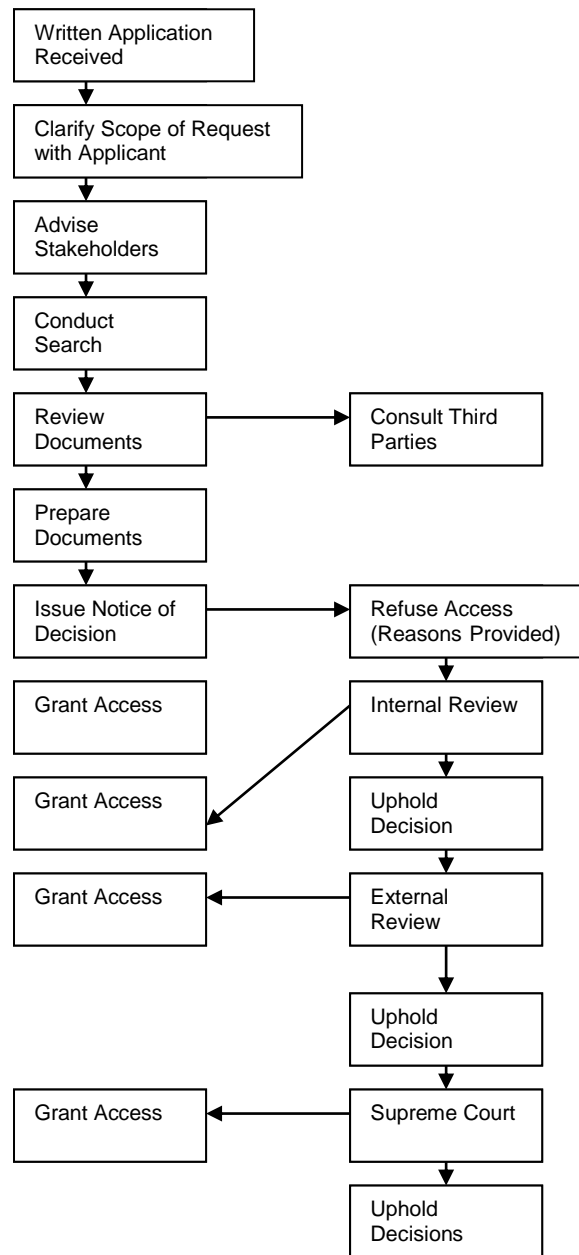 Written Application
Received
Clarify Scope of Request
with Applicant
Advise
Stakeholders
Conduct
Search
Review
Documents
Consult Third
Parties
Prepare
Documents
Issue Notice of
Decision
Refuse Access
(Reasons Provided)
Grant Access
Internal Review
Grant Access
Uphold
Decision
Grant Access
External
Review
Uphold
Decision
Grant Access
Supreme Court
Uphold
Decisions